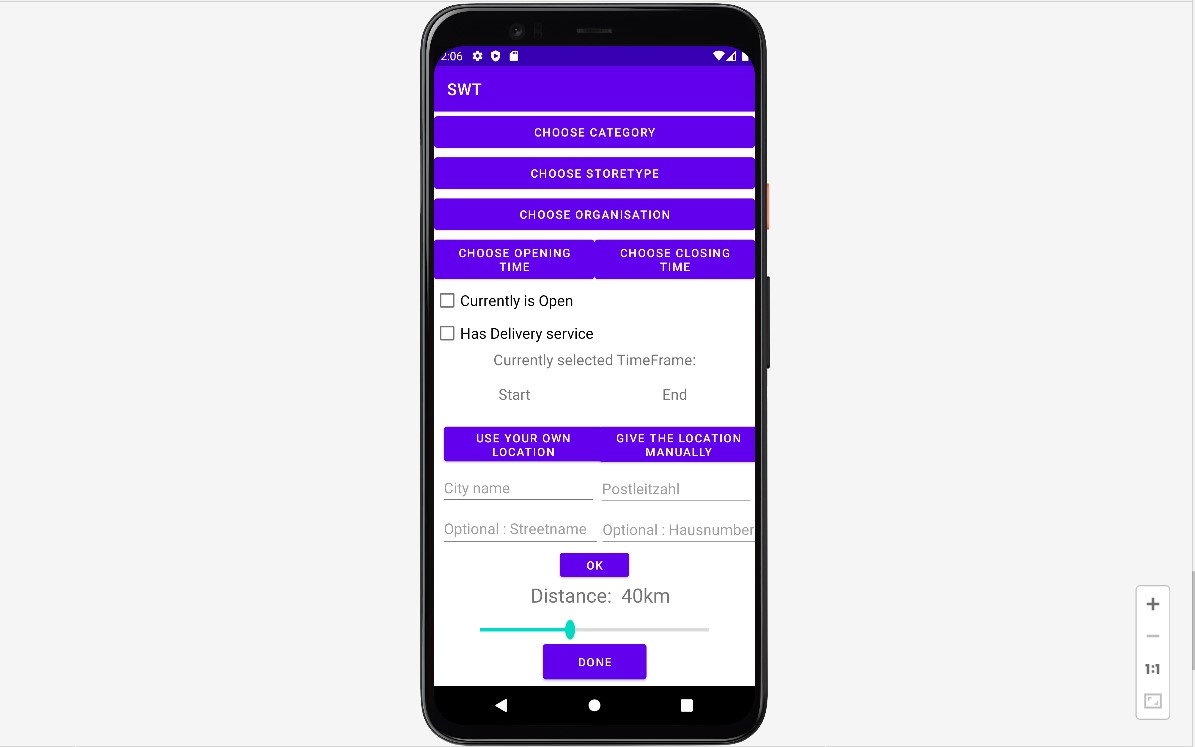 2:06
SWT
CHOOSE CATEGORY
CHOOSE STORETYPE
CHOOSE ORGANISATION
CHOOSE OPENING
TIME
CHOOSE CLOSING
TIME
Currently is Open
Has Delivery service
Currently selected TimeFrame:
Start End
USE YOUR OWN
LOCATION
GIVE THE LOCATION
MANUALLY
City name Postleitzahl
Optional : Streetname Optional : Hausnumber
OK
Distance: 40km
DONE
1:1